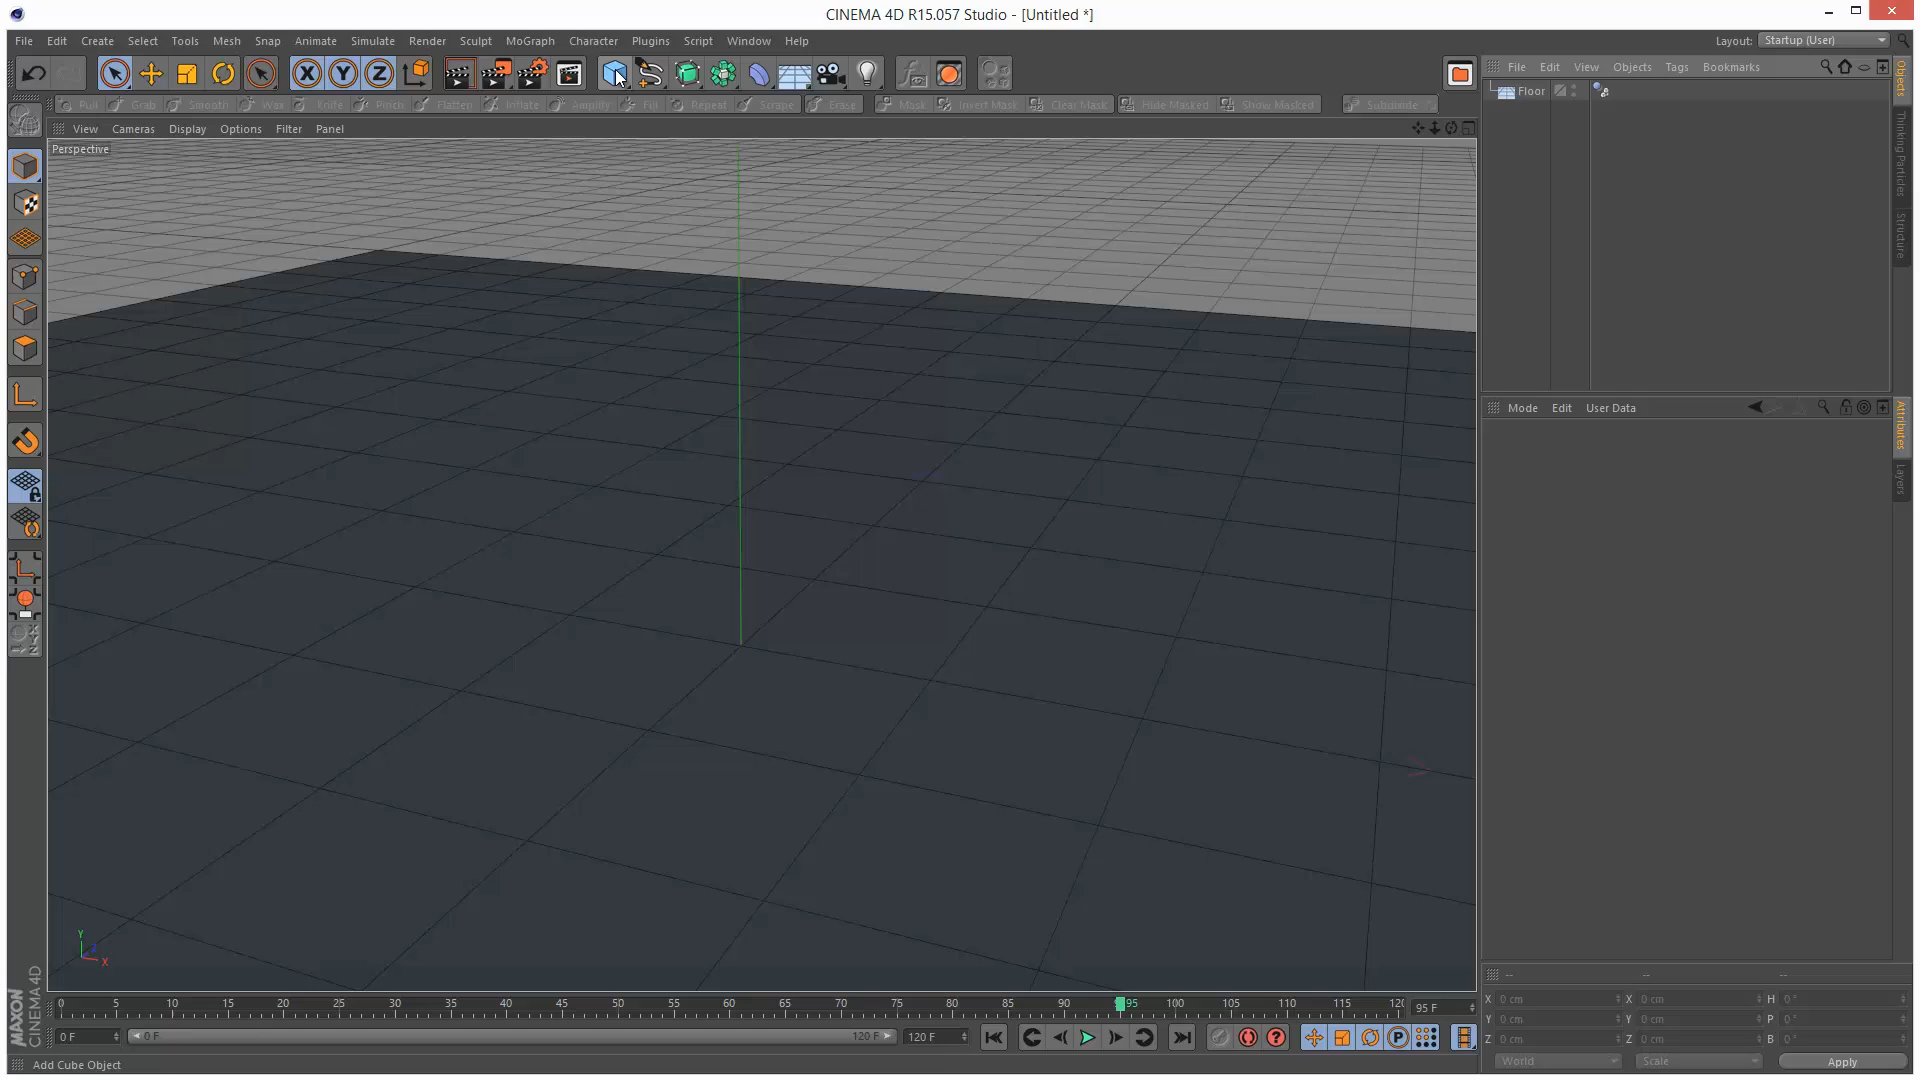 CINEMA 4D R15.057 Studio - [Untitled *]
File Edit Create Select Tools Mesh Snap Animate Simulate Render Sculpt MoGraph Character Plugins Script Window Help
Layout: Startup (User)
X Y Z
File Edit View Objects Tags Bookmarks
Pull Grab Smooth Wax Knife Pinch Flatten Inflate Amplify Fill Repeat Scrape Erase Mask Invert Mask Clear Mask Hide Masked Show Masked Subdivide
Floor
View Cameras Display Options Filter Panel
Perspective
Objects
Thinking Particles
Structure
Mode Edit User Data
Attributes
Layers
Y
Z
X
MAXON
CINEMA 4D
0 5 10 15 20 25 30 35 40 45 50 55 60 65 70 75 80 85 90 95 100 105 110 115 120
95 F
0 F 0 F 120 F 120 F
P
-- -- --
X 0 cm X 0 cm H 0 °
Y 0 cm Y 0 cm P 0 °
Z 0 cm Z 0 cm B 0 °
World Scale Apply
Add Cube Object